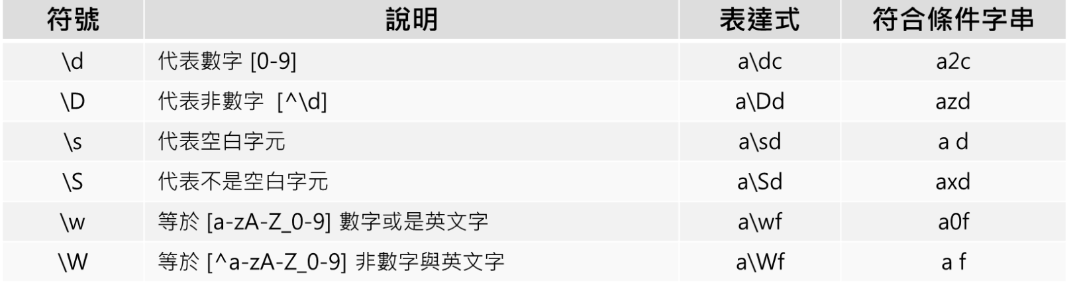 符號 說明 表達式 符合條件字串
\d 代表數字 [0-9] a\dc a2c
\D 代表非數字 [^\d] a\Dd azd
\s 代表空白字元 a\sd a d
\S 代表不是空白字元 a\Sd axd
\w 等於 [a-zA-Z_0-9] 數字或是英文字 a\wf a0f
\W 等於 [^a-zA-Z_0-9] 非數字與英文字 a\Wf a f